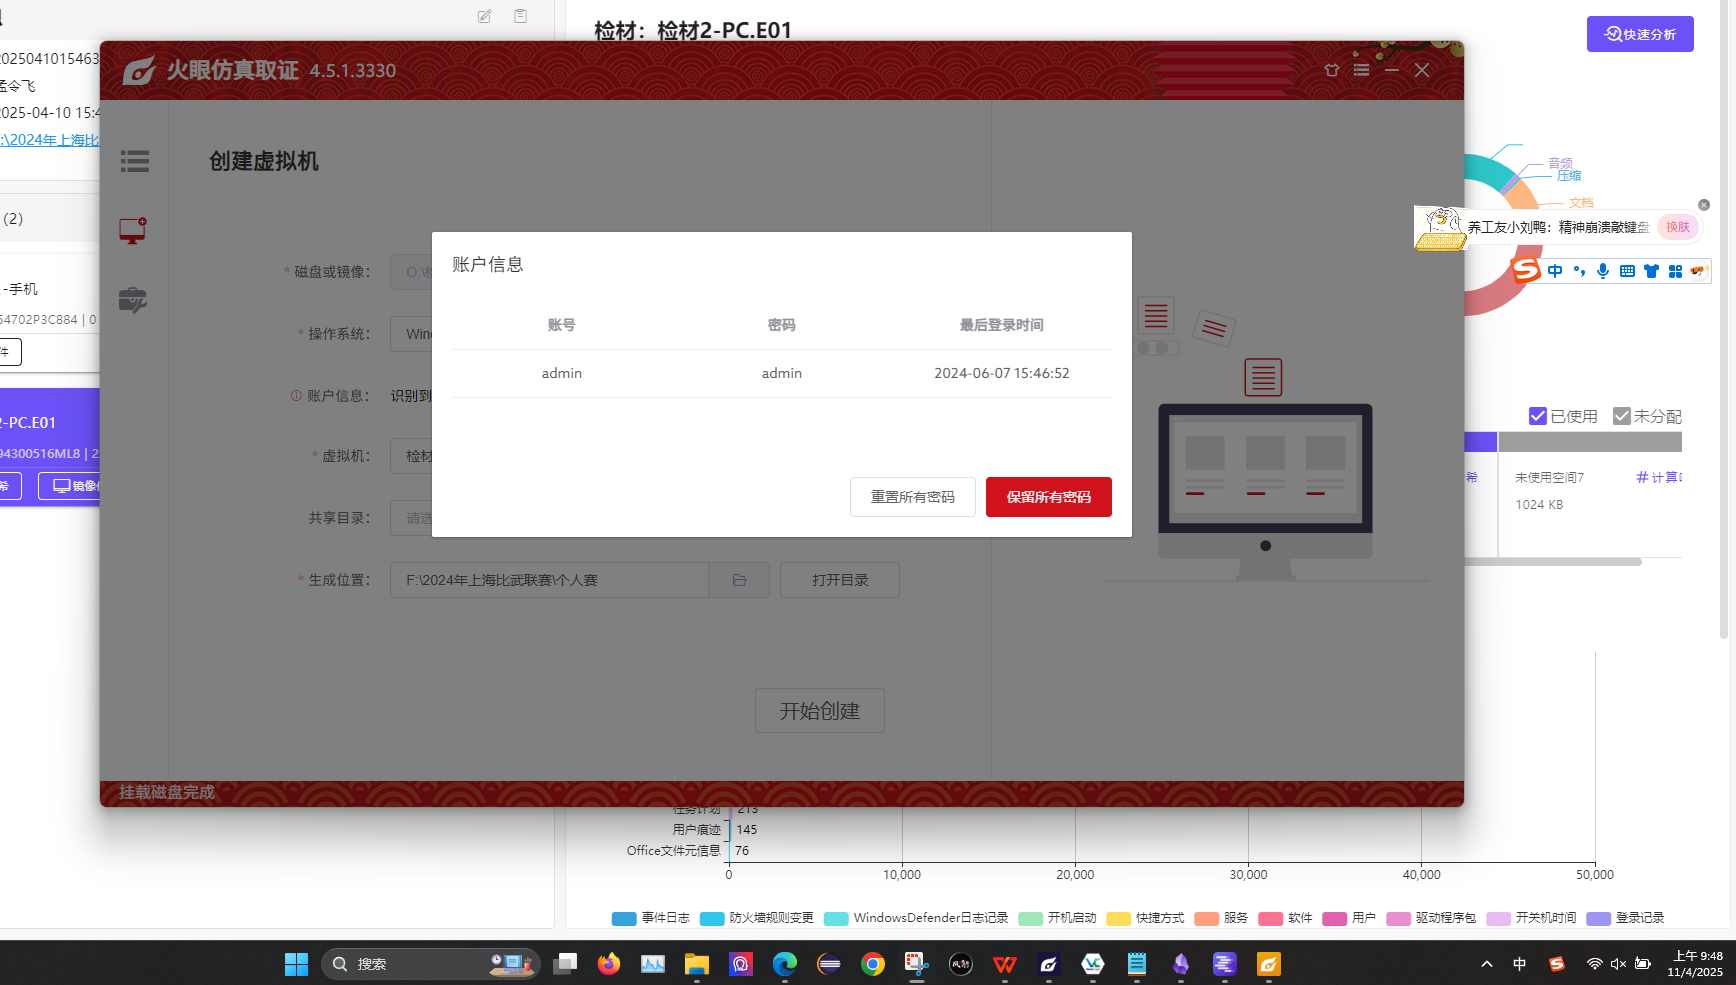 检材：检材2-PC.E01
快速分析
2025041015463
孟令飞
2025-04-10 15:4
:\2024年上海比
(2)
-手机
54702P3C884 | 0
件
2-PC.E01
94300516ML8 | 2
希
镜像
火眼仿真取证 4.5.1.3330
创建虚拟机
* 磁盘或镜像：
O:\
* 操作系统：
Win
账户信息：
识别到
* 虚拟机：
检材
共享目录：
请选
* 生成位置：
F:\2024年上海比武联赛\个人赛
打开目录
开始创建
挂载磁盘完成
账户信息
账号 密码 最后登录时间
admin admin 2024-06-07 15:46:52
重置所有密码
保留所有密码
音频
压缩
文档
养工友小刘鸭：精神崩溃敲键盘
换肤
中
已使用 未分配
希
未使用空间7
#计算
1024 KB
任务计划 213
用户痕迹 145
Office文件元信息 76
0 10,000 20,000 30,000 40,000 50,000
事件日志 防火墙规则变更 WindowsDefender日志记录 开机启动 快捷方式 服务 软件 用户 驱动程序包 开关机时间 登录记录
搜索
中
上午 9:48
11/4/2025